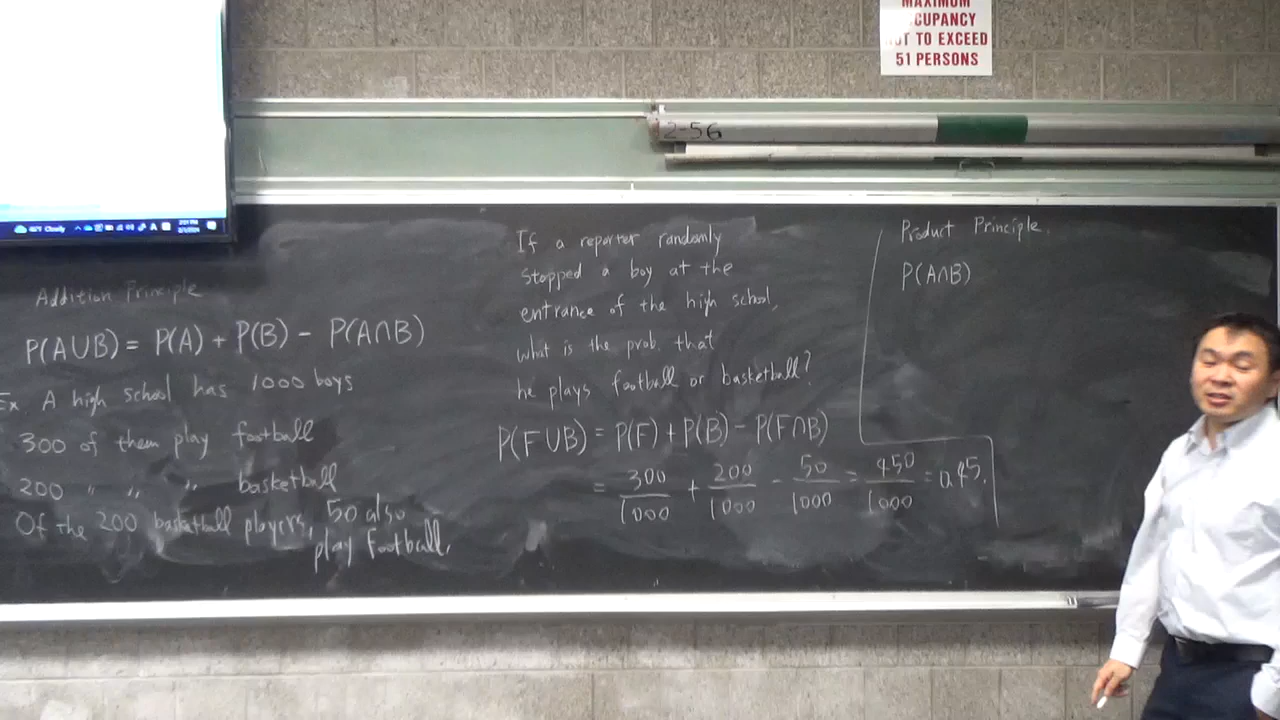 MAXIMUM
CUPANCY
NOT TO EXCEED
51 PERSONS
2-56
Addition Principle
P(A∪B) = P(A) + P(B) - P(A∩B)
Ex. A high school has 1000 boys
300 of them play football
200 " " " basketball
Of the 200 basketball players, 50 also
play football.
If a reporter randomly
stopped a boy at the
entrance of the high school,
what is the prob. that
he plays football or basketball?
P(F∪B) = P(F) + P(B) - P(F∩B)
= 300/1000 + 200/1000 - 50/1000 = 450/1000 = 0.45.
Product Principle.
P(A∩B)